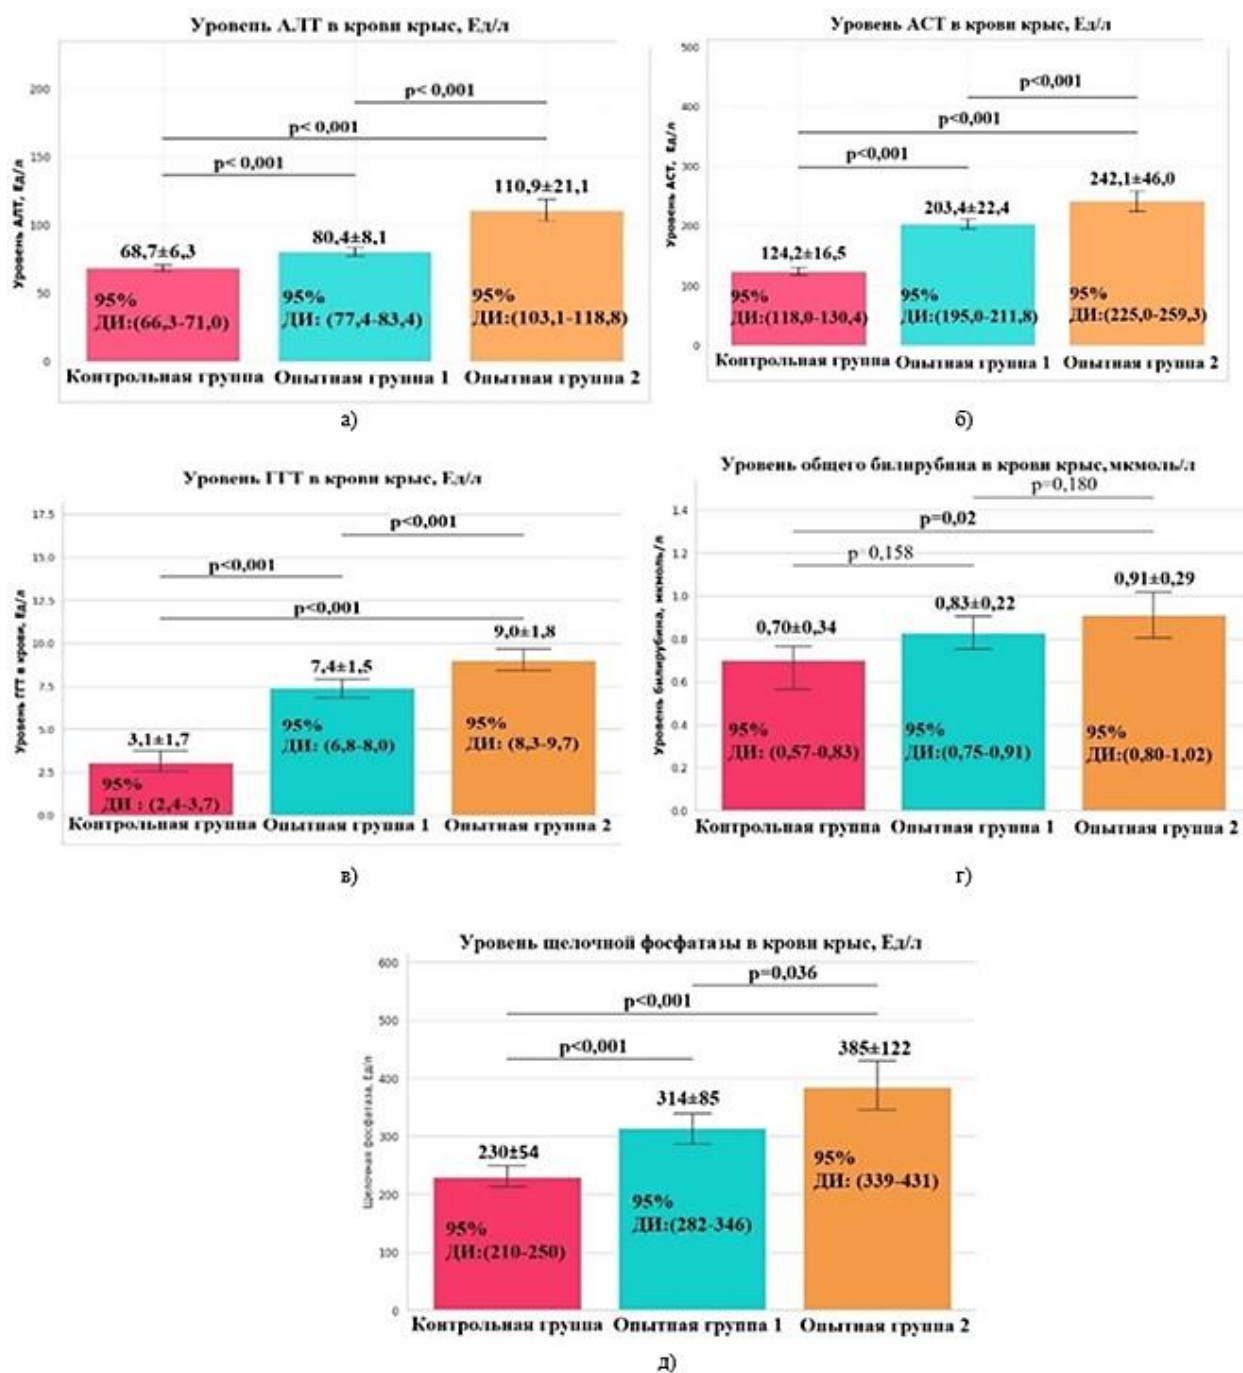 Уровень АЛТ в крови крыс, Ед/л
Уровень АЛТ, Ед/л
200
150
100
50
0
p< 0,001
p< 0,001
p< 0,001
68,7±6,3
80,4±8,1
110,9±21,1
95%
ДИ:(66,3-71,0)
95%
ДИ: (77,4-83,4)
95%
ДИ:(103,1-118,8)
Контрольная группа
Опытная группа 1
Опытная группа 2
а)
Уровень АСТ в крови крыс, Ед/л
Уровень АСТ, Ед/л
500
400
300
200
100
0
p<0,001
p<0,001
p<0,001
124,2±16,5
203,4±22,4
242,1±46,0
95%
ДИ:(118,0-130,4)
95%
ДИ:(195,0-211,8)
95%
ДИ:(225,0-259,3)
Контрольная группа
Опытная группа 1
Опытная группа 2
б)
Уровень ГГТ в крови крыс, Ед/л
Уровень ГГТ в крови, Ед/л
17.5
15.0
12.5
10.0
7.5
5.0
2.5
0.0
p<0,001
p<0,001
p<0,001
3,1±1,7
7,4±1,5
9,0±1,8
95%
ДИ : (2,4-3,7)
95%
ДИ: (6,8-8,0)
95%
ДИ: (8,3-9,7)
Контрольная группа
Опытная группа 1
Опытная группа 2
в)
Уровень общего билирубина в крови крыс, мкмоль/л
Уровень билирубина, мкмоль/л
1.4
1.2
1.0
0.8
0.6
0.4
0.2
0.0
p=0,180
p=0,02
p=0,158
0,70±0,34
0,83±0,22
0,91±0,29
95%
ДИ: (0,57-0,83)
95%
ДИ:(0,75-0,91)
95%
ДИ:(0,80-1,02)
Контрольная группа
Опытная группа 1
Опытная группа 2
г)
Уровень щелочной фосфатазы в крови крыс, Ед/л
Щелочная фосфатаза, Ед/л
600
500
400
300
200
100
0
p=0,036
p<0,001
p<0,001
230±54
314±85
385±122
95%
ДИ:(210-250)
95%
ДИ:(282-346)
95%
ДИ: (339-431)
Контрольная группа
Опытная группа 1
Опытная группа 2
д)